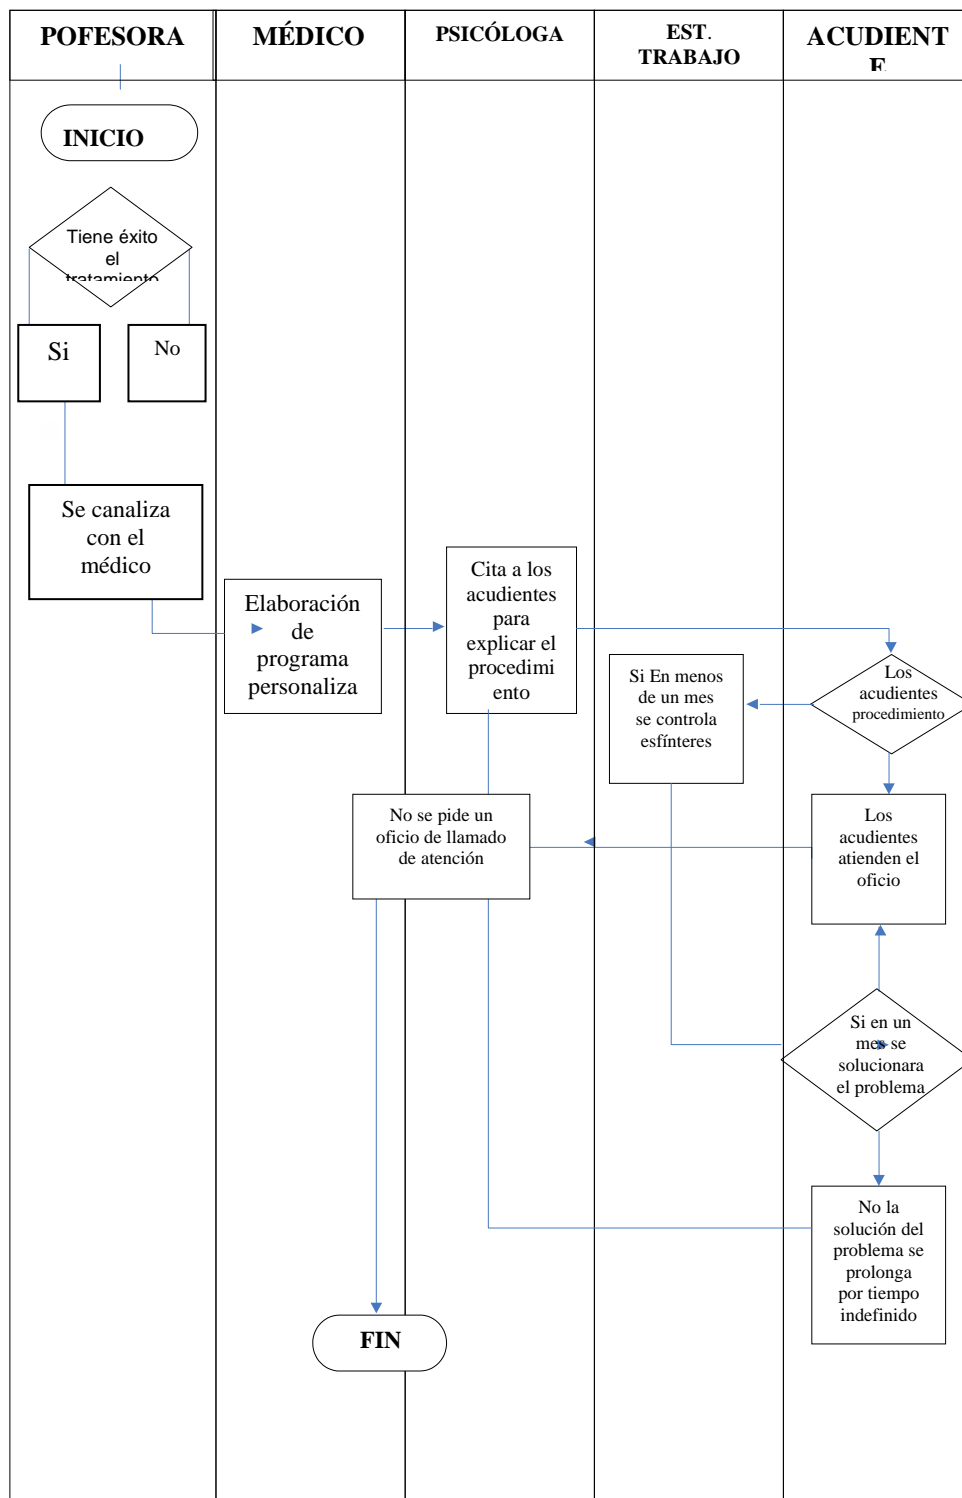 POFESORA
MÉDICO
PSICÓLOGA
EST.
TRABAJO
ACUDIENT
E
INICIO
Tiene éxito
el
tratamiento
Si
No
Se canaliza
con el
médico
Elaboración
de
programa
personaliza
Cita a los
acudientes
para
explicar el
procedimi
ento
Si En menos
de un mes
se controla
esfínteres
Los
acudientes
procedimiento
No se pide un
oficio de llamado
de atención
Los
acudientes
atienden el
oficio
Si en un
mes se
solucionara
el problema
No la
solución del
problema se
prolonga
por tiempo
indefinido
FIN